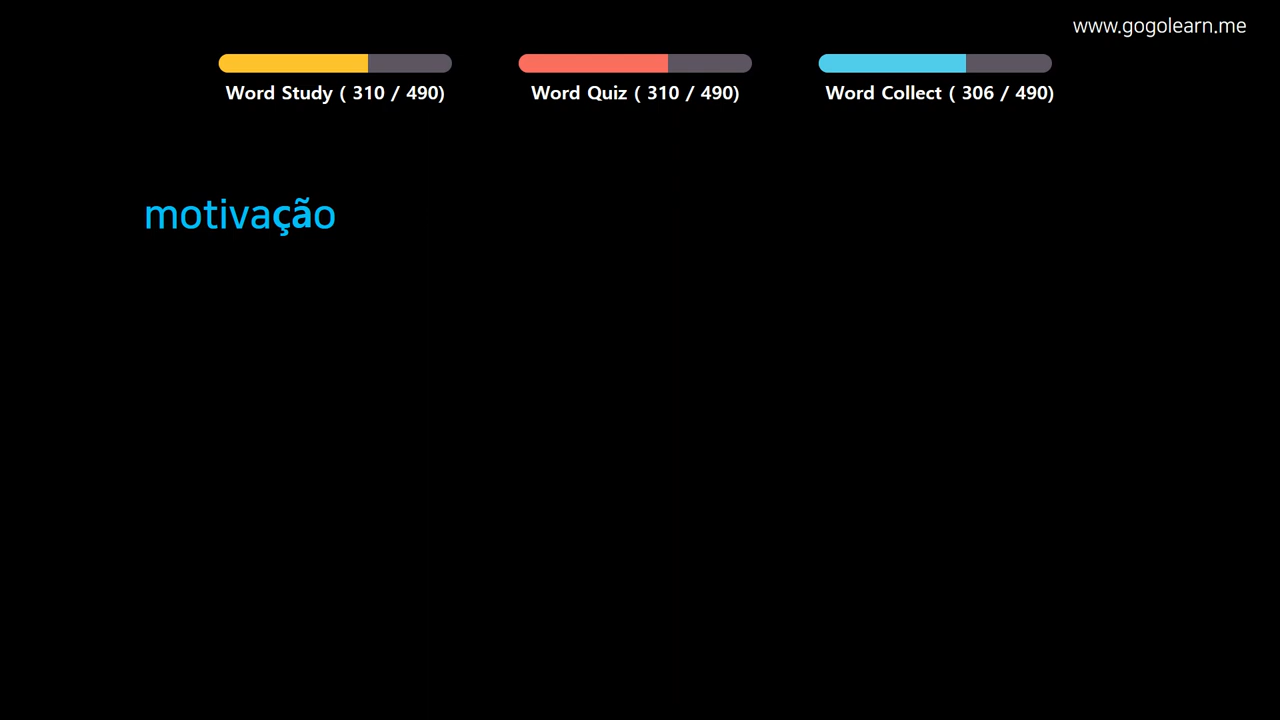 www.gogolearn.me
Word Study ( 310 / 490)
Word Quiz ( 310 / 490)
Word Collect ( 306 / 490)
motivação